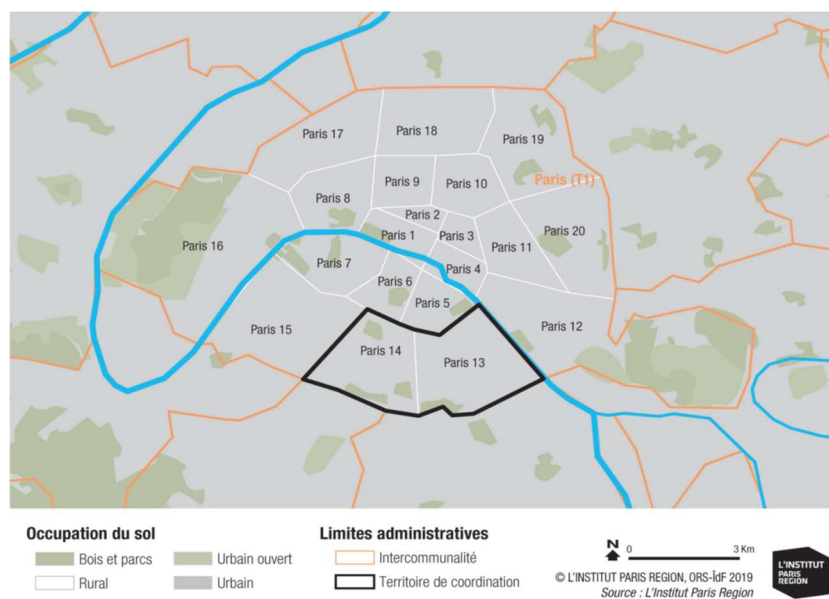 Paris 17
Paris 18
Paris 19
Paris (T1)
Paris 9
Paris 10
Paris 8
Paris 2
Paris 1
Paris 3
Paris 11
Paris 20
Paris 16
Paris 7
Paris 4
Paris 6
Paris 5
Paris 15
Paris 12
Paris 14
Paris 13
Occupation du sol
Bois et parcs
Urbain ouvert
Rural
Urbain
Limites administratives
Intercommunalité
Territoire de coordination
N
0
3 Km
© L'INSTITUT PARIS REGION, ORS-ÎdF 2019
Source : L'Institut Paris Region
L'INSTITUT
PARIS
REGION